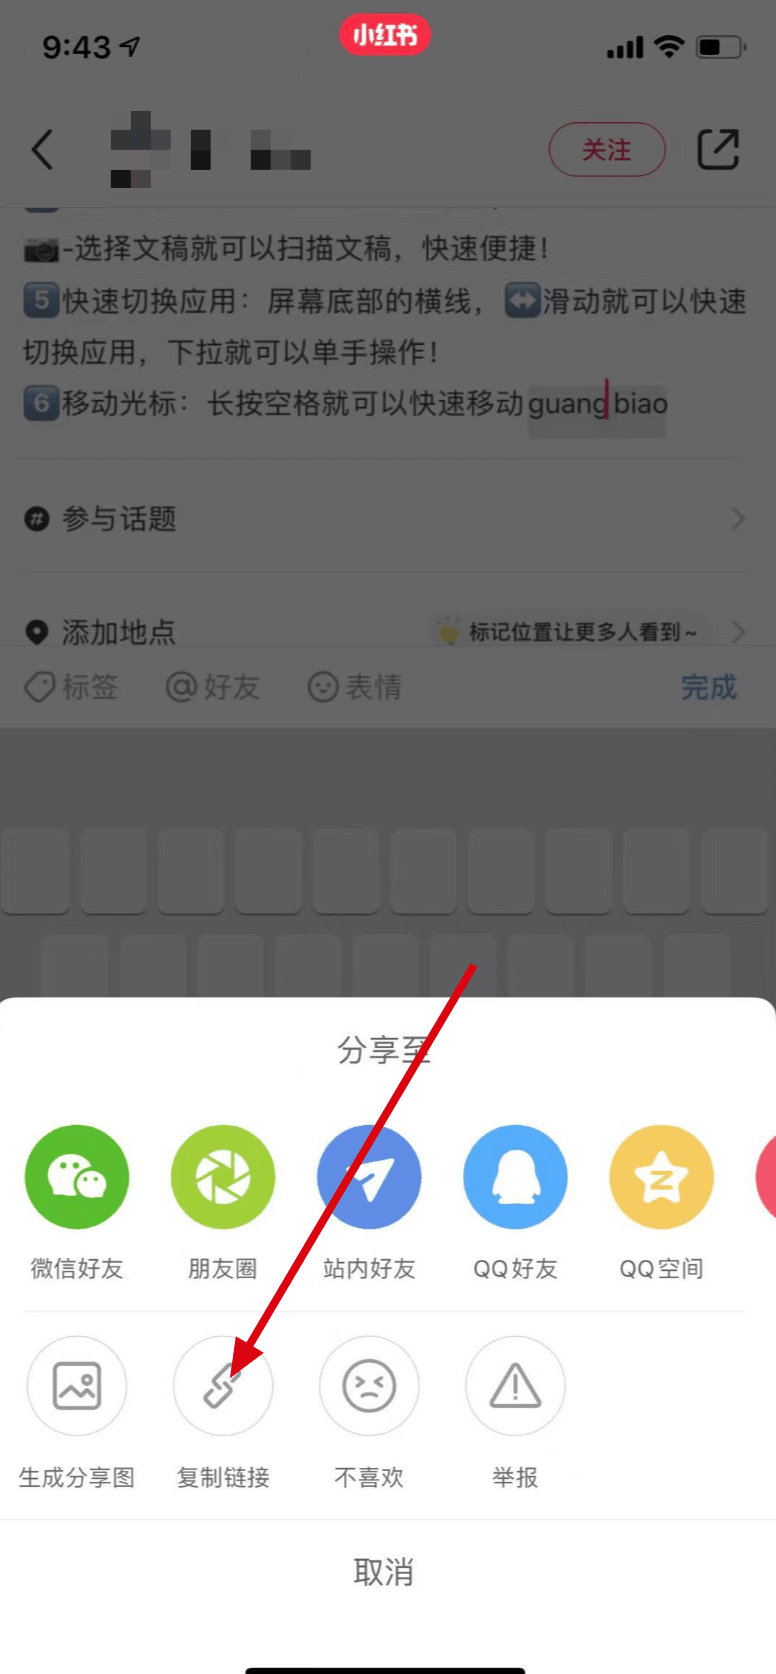 9:43
小红书
关注
-选择文稿就可以扫描文稿，快速便捷！
5快速切换应用：屏幕底部的横线，↔️滑动就可以快速
切换应用，下拉就可以单手操作！
6移动光标：长按空格就可以快速移动guang biao
# 参与话题
添加地点
标记位置让更多人看到~
标签
@好友
表情
完成
分享至
微信好友
朋友圈
站内好友
QQ好友
QQ空间
生成分享图
复制链接
不喜欢
举报
取消